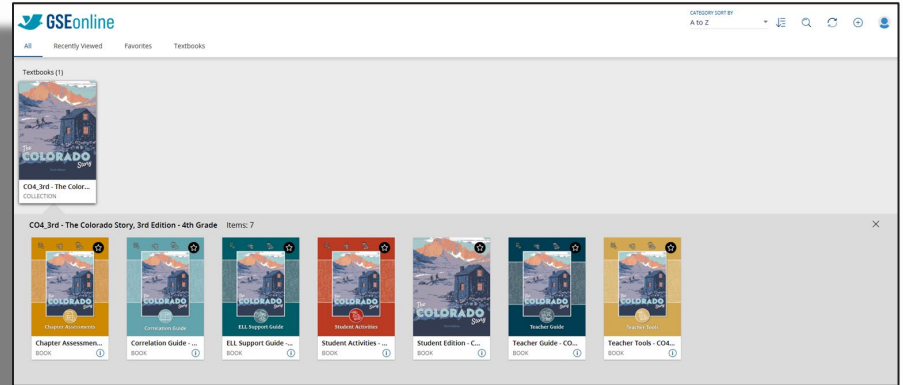 GSEonline
CATEGORY SORT BY
A to Z
All
Recently Viewed
Favorites
Textbooks
Textbooks (1)
The
COLORADO
Story
CO4_3rd - The Color...
COLLECTION
CO4_3rd - The Colorado Story, 3rd Edition - 4th Grade Items: 7
COLORADO
Chapter Assessments
Chapter Assessmen...
BOOK
COLORADO
Correlation Guide
Correlation Guide - ...
BOOK
COLORADO
ELL Support Guide
ELL Support Guide -...
BOOK
COLORADO
Student Activities
Student Activities - ...
BOOK
The
COLORADO
Story
Student Edition - C...
BOOK
COLORADO
Teacher Guide
Teacher Guide - CO...
BOOK
COLORADO
Teacher Tools
Teacher Tools - CO4...
BOOK